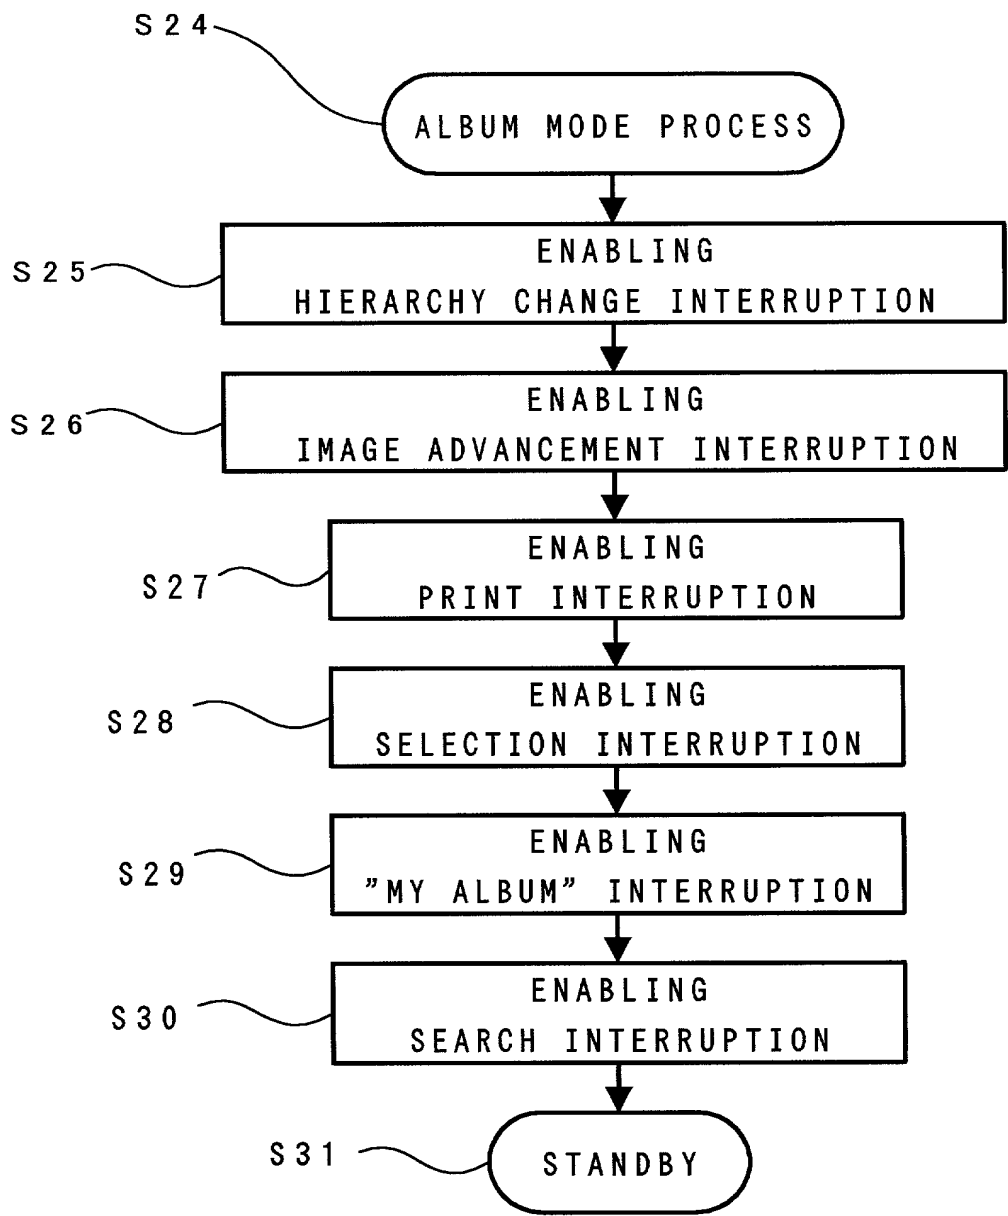 S24
ALBUM MODE PROCESS
S25
ENABLING
HIERARCHY CHANGE INTERRUPTION
S26
ENABLING
IMAGE ADVANCEMENT INTERRUPTION
S27
ENABLING
PRINT INTERRUPTION
S28
ENABLING
SELECTION INTERRUPTION
S29
ENABLING
”MY ALBUM” INTERRUPTION
S30
ENABLING
SEARCH INTERRUPTION
S31
STANDBY